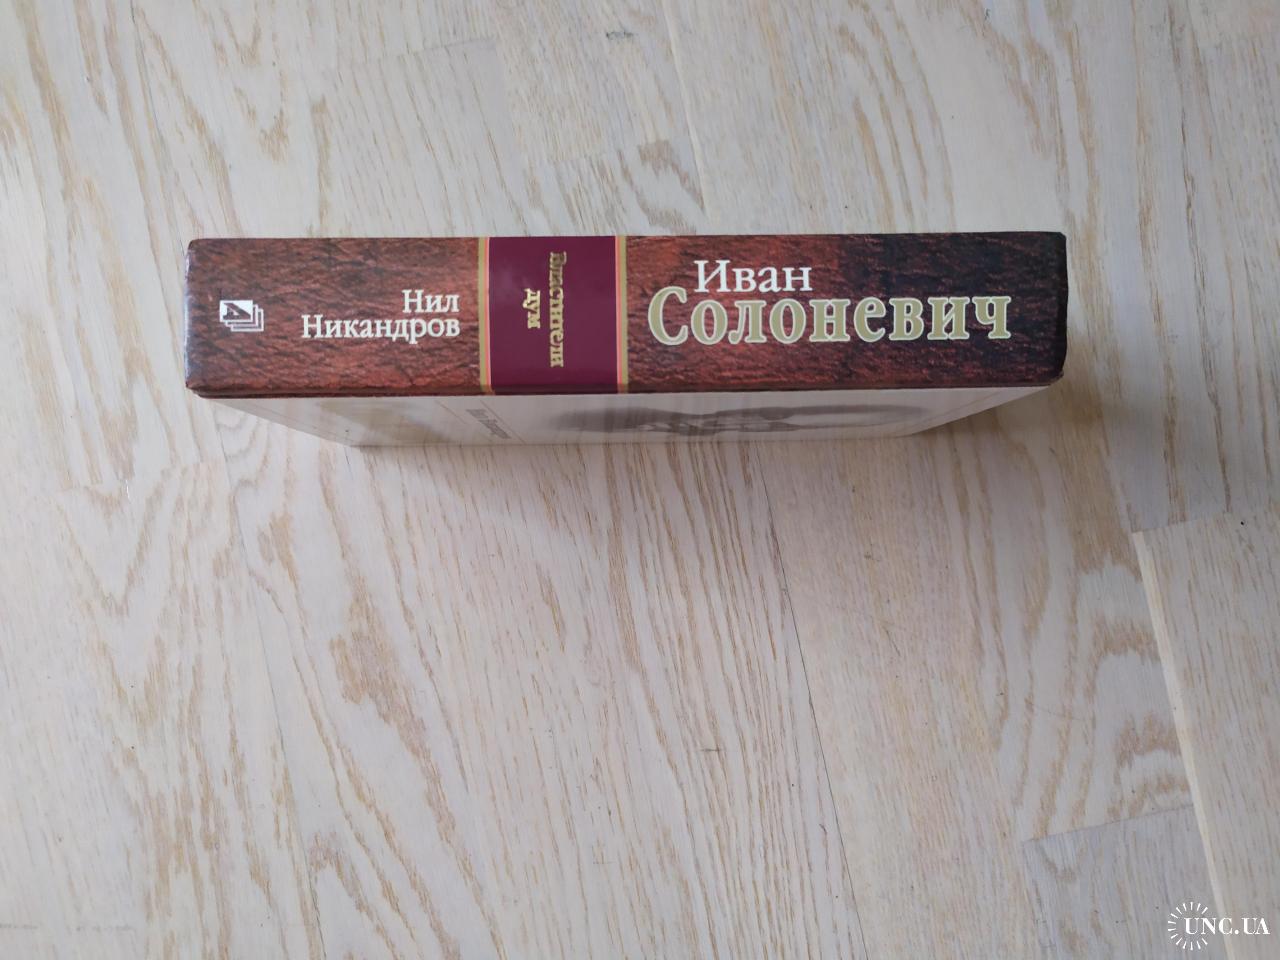 Нил
Никандров
Властители
дум
Иван
Солоневич
UNC.UA